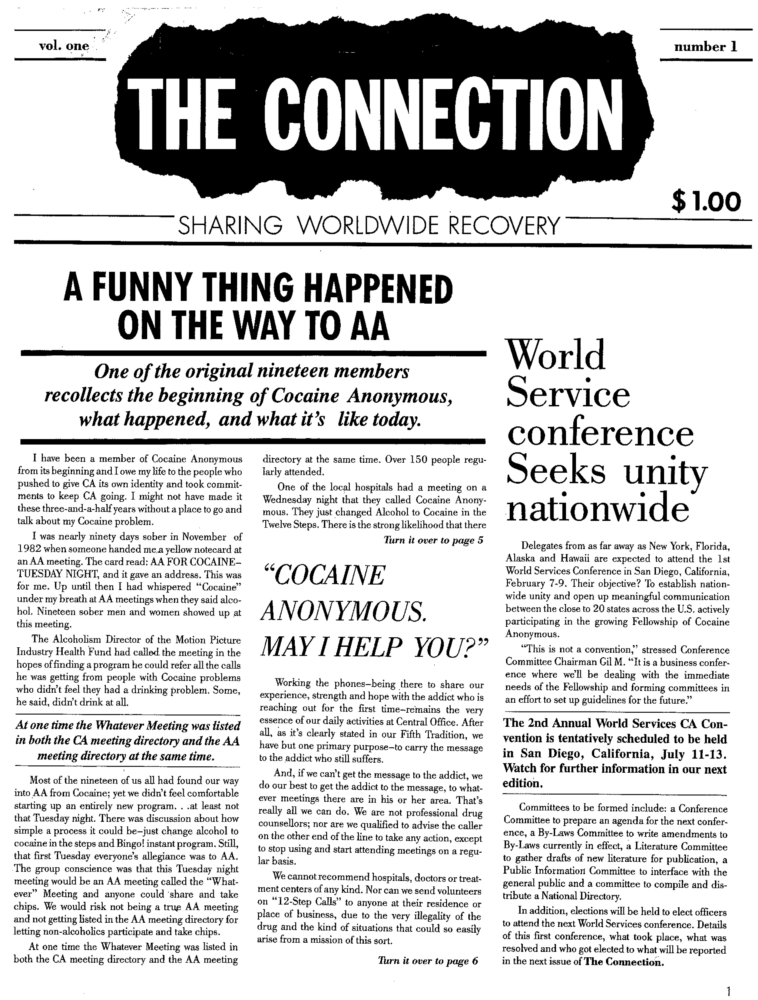 vol. one
number 1
THE CONNECTION
$1.00
SHARING WORLDWIDE RECOVERY
A FUNNY THING HAPPENED
ON THE WAY TO AA
One of the original nineteen members
recollects the beginning of Cocaine Anonymous,
what happened, and what it's like today.
I have been a member of Cocaine Anonymous
from its beginning and I owe my life to the people who
pushed to give CA its own identity and took commit-
ments to keep CA going. I might not have made it
these three-and-a-half years without a place to go and
talk about my Cocaine problem.
I was nearly ninety days sober in November of
1982 when someone handed me a yellow notecard at
an AA meeting. The card read: AA FOR COCAINE–
TUESDAY NIGHT, and it gave an address. This was
for me. Up until then I had whispered “Cocaine”
under my breath at AA meetings when they said alco-
hol. Nineteen sober men and women showed up at
this meeting.
The Alcoholism Director of the Motion Picture
Industry Health Fund had called the meeting in the
hopes of finding a program he could refer all the calls
he was getting from people with Cocaine problems
who didn't feel they had a drinking problem. Some,
he said, didn't drink at all.
At one time the Whatever Meeting was listed
in both the CA meeting directory and the AA
meeting directory at the same time.
Most of the nineteen of us all had found our way
into AA from Cocaine; yet we didn't feel comfortable
starting up an entirely new program. . .at least not
that Tuesday night. There was discussion about how
simple a process it could be–just change alcohol to
cocaine in the steps and Bingo! instant program. Still,
that first Tuesday everyone's allegiance was to AA.
The group conscience was that this Tuesday night
meeting would be an AA meeting called the “What-
ever” Meeting and anyone could share and take
chips. We would risk not being a true AA meeting
and not getting listed in the AA meeting directory for
letting non-alcoholics participate and take chips.
At one time the Whatever Meeting was listed in
both the CA meeting directory and the AA meeting
directory at the same time. Over 150 people regu-
larly attended.
One of the local hospitals had a meeting on a
Wednesday night that they called Cocaine Anony-
mous. They just changed Alcohol to Cocaine in the
Twelve Steps. There is the strong likelihood that there
Turn it over to page 5
“COCAINE
ANONYMOUS.
MAY I HELP YOU?”
Working the phones–being there to share our
experience, strength and hope with the addict who is
reaching out for the first time–remains the very
essence of our daily activities at Central Office. After
all, as it's clearly stated in our Fifth Tradition, we
have but one primary purpose–to carry the message
to the addict who still suffers.
And, if we can't get the message to the addict, we
do our best to get the addict to the message, to what-
ever meetings there are in his or her area. That's
really all we can do. We are not professional drug
counsellors; nor are we qualified to advise the caller
on the other end of the line to take any action, except
to stop using and start attending meetings on a regu-
lar basis.
We cannot recommend hospitals, doctors or treat-
ment centers of any kind. Nor can we send volunteers
on “12-Step Calls” to anyone at their residence or
place of business, due to the very illegality of the
drug and the kind of situations that could so easily
arise from a mission of this sort.
Turn it over to page 6
World
Service
conference
Seeks unity
nationwide
Delegates from as far away as New York, Florida,
Alaska and Hawaii are expected to attend the 1st
World Services Conference in San Diego, California,
February 7-9. Their objective? To establish nation-
wide unity and open up meaningful communication
between the close to 20 states across the U.S. actively
participating in the growing Fellowship of Cocaine
Anonymous.
“This is not a convention,” stressed Conference
Committee Chairman Gil M. “It is a business confer-
ence where we'll be dealing with the immediate
needs of the Fellowship and forming committees in
an effort to set up guidelines for the future.”
The 2nd Annual World Services CA Con-
vention is tentatively scheduled to be held
in San Diego, California, July 11-13.
Watch for further information in our next
edition.
Committees to be formed include: a Conference
Committee to prepare an agenda for the next confer-
ence, a By-Laws Committee to write amendments to
By-Laws currently in effect, a Literature Committee
to gather drafts of new literature for publication, a
Public Information Committee to interface with the
general public and a committee to compile and dis-
tribute a National Directory.
In addition, elections will be held to elect officers
to attend the next World Services conference. Details
of this first conference, what took place, what was
resolved and who got elected to what will be reported
in the next issue of The Connection.
1